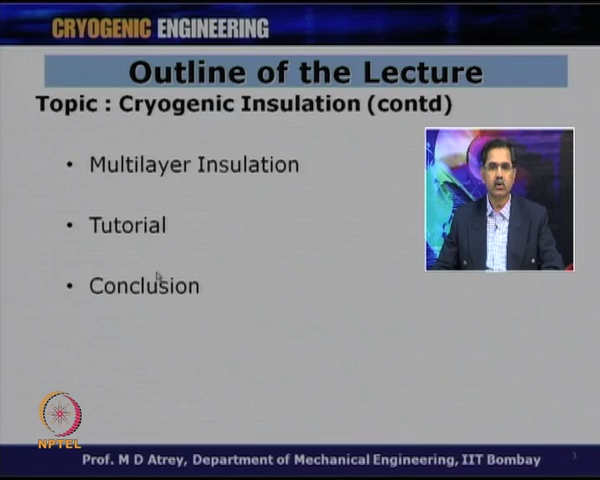 CRYOGENIC ENGINEERING
Outline of the Lecture
Topic : Cryogenic Insulation (contd)
• Multilayer Insulation
• Tutorial
• Conclusion
NPTEL
Prof. M D Atrey, Department of Mechanical Engineering, IIT Bombay
3